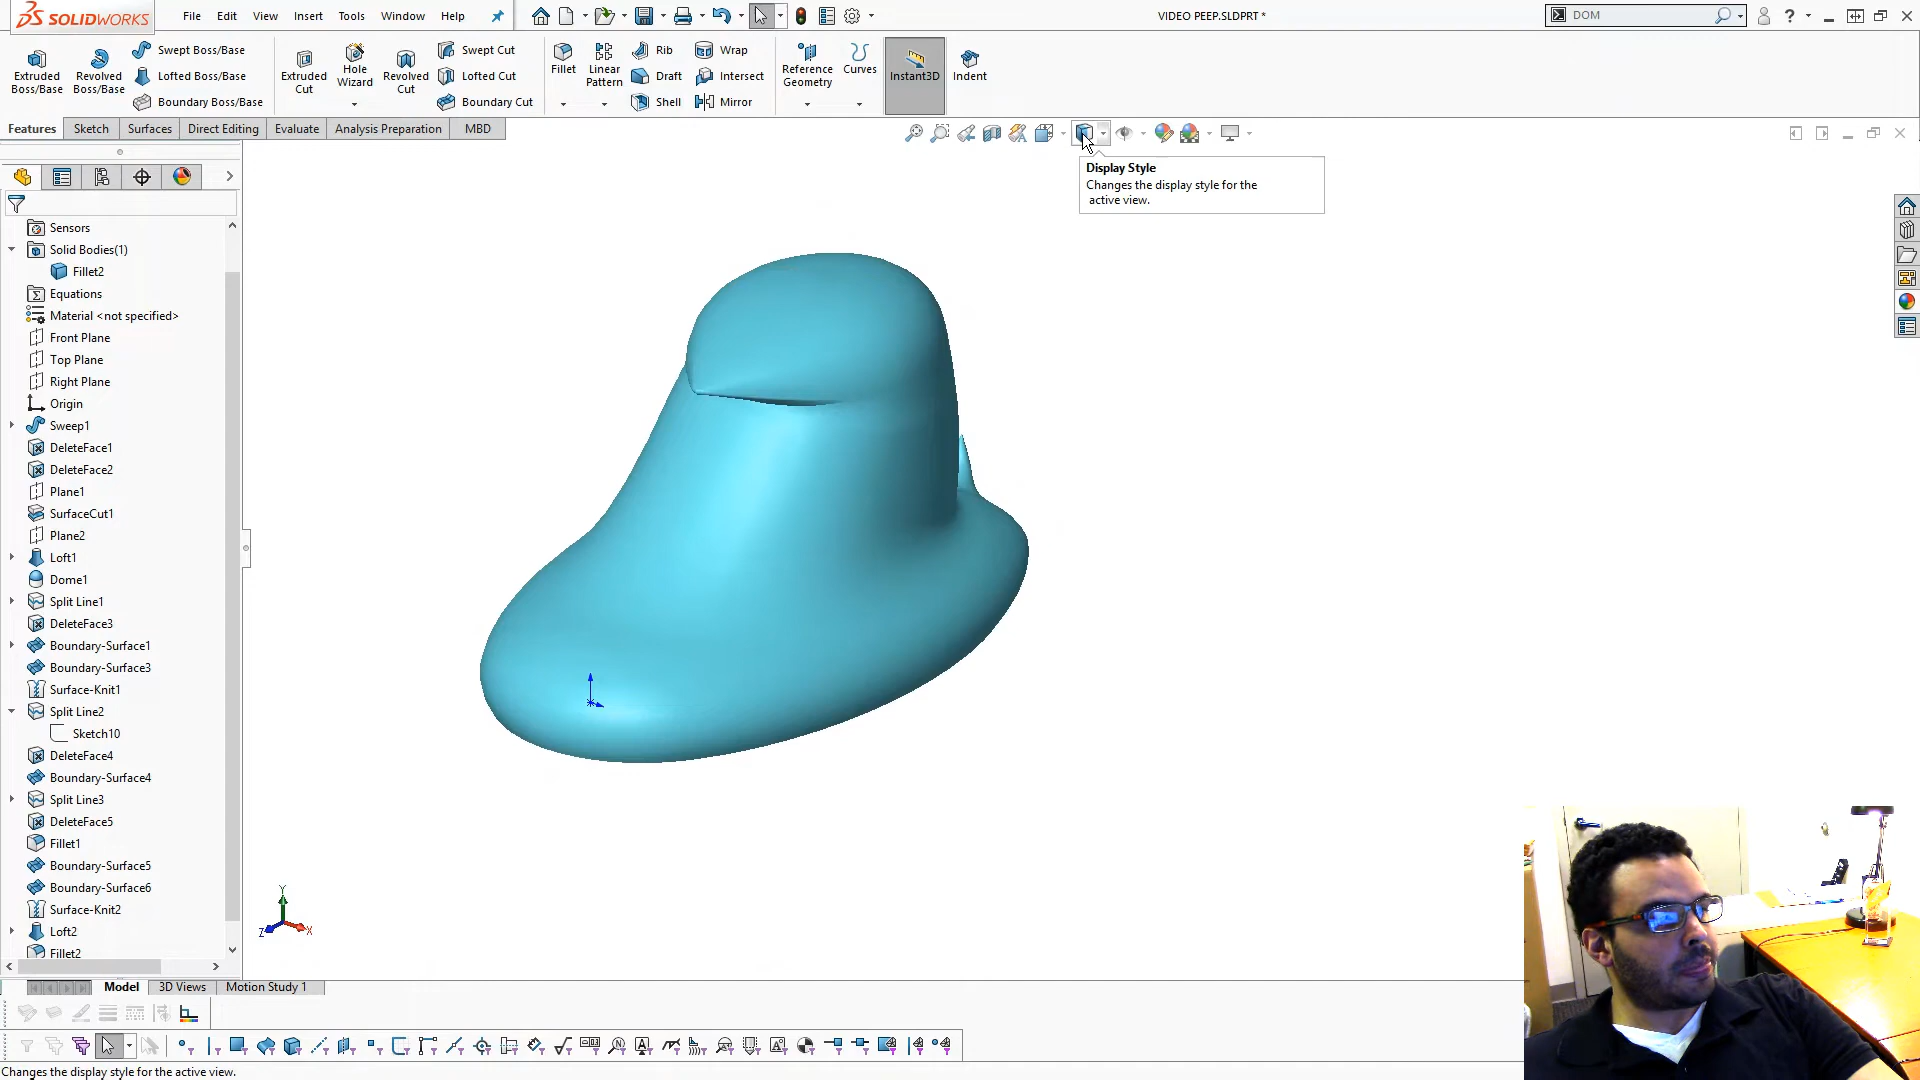 SOLIDWORKS
File Edit View Insert Tools Window Help
VIDEO PEEP.SLDPRT *
DOM
Extruded Boss/Base
Revolved Boss/Base
Swept Boss/Base
Lofted Boss/Base
Boundary Boss/Base
Extruded Cut
Hole Wizard
Revolved Cut
Swept Cut
Lofted Cut
Boundary Cut
Fillet
Linear Pattern
Rib
Draft
Shell
Wrap
Intersect
Mirror
Reference Geometry
Curves
Instant3D
Indent
Features Sketch Surfaces Direct Editing Evaluate Analysis Preparation MBD
Display Style
Changes the display style for the
active view.
Sensors
Solid Bodies(1)
Fillet2
Equations
Material <not specified>
Front Plane
Top Plane
Right Plane
Origin
Sweep1
DeleteFace1
DeleteFace2
Plane1
SurfaceCut1
Plane2
Loft1
Dome1
Split Line1
DeleteFace3
Boundary-Surface1
Boundary-Surface3
Surface-Knit1
Split Line2
Sketch10
DeleteFace4
Boundary-Surface4
Split Line3
DeleteFace5
Fillet1
Boundary-Surface5
Boundary-Surface6
Surface-Knit2
Loft2
Fillet2
Y
Z X
Model 3D Views Motion Study 1
Changes the display style for the active view.